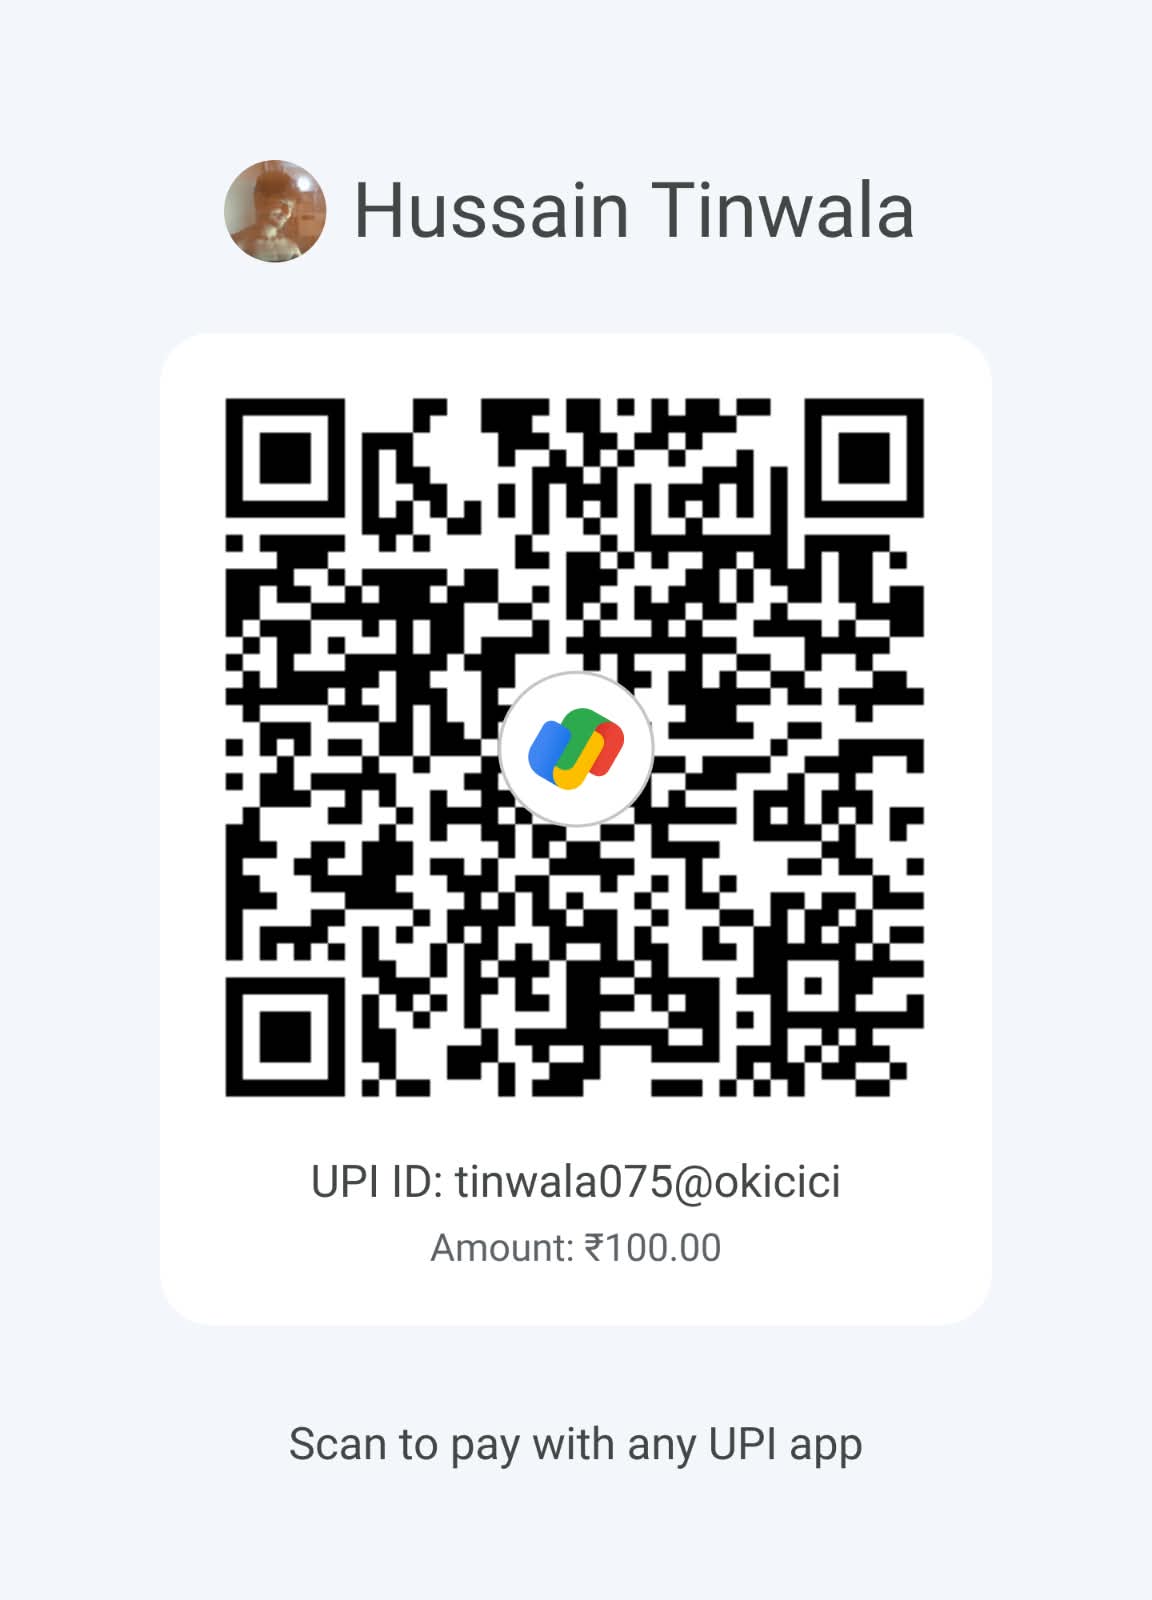 Hussain Tinwala
UPI ID: tinwala075@okicici
Amount: ₹100.00
Scan to pay with any UPI app